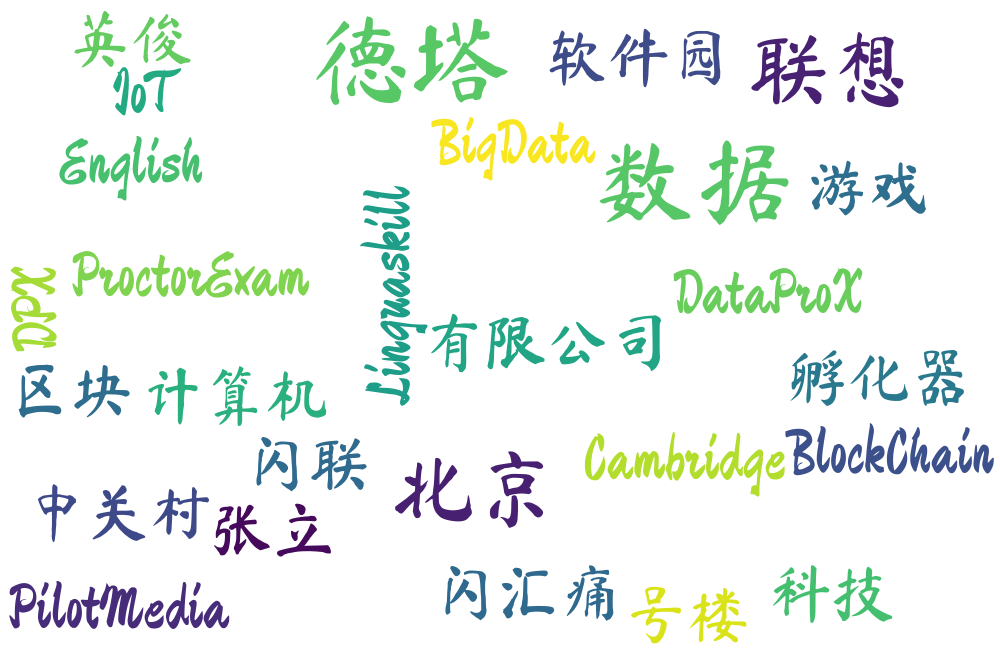 英俊
德塔
软件园
联想
IoT
BigData
English
数据
游戏
Linguaskill
ProctorExam
DPX
DataProX
有限公司
区块
计算机
孵化器
闪联
Cambridge
BlockChain
北京
中关村
张立
PilotMedia
闪汇痛
号楼
科技